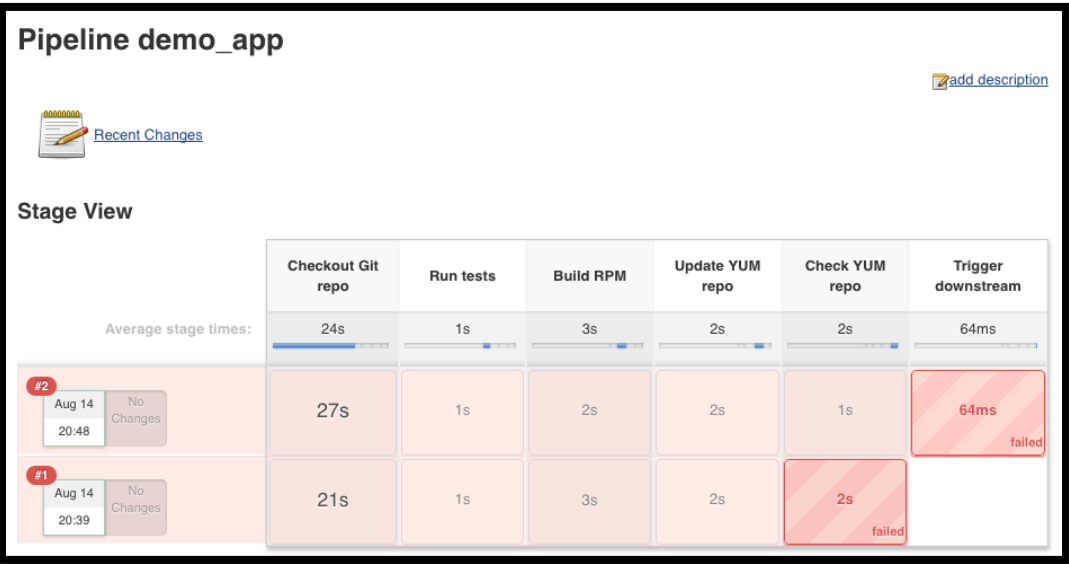 Pipeline demo_app
add description
Recent Changes
Stage View
Checkout Git
repo
Run tests
Build RPM
Update YUM
repo
Check YUM
repo
Trigger
downstream
Average stage times:
24s
1s
3s
2s
2s
64ms
#2
Aug 14
20:48
No
Changes
27s
1s
2s
2s
1s
64ms
failed
#1
Aug 14
20:39
No
Changes
21s
1s
3s
2s
2s
failed